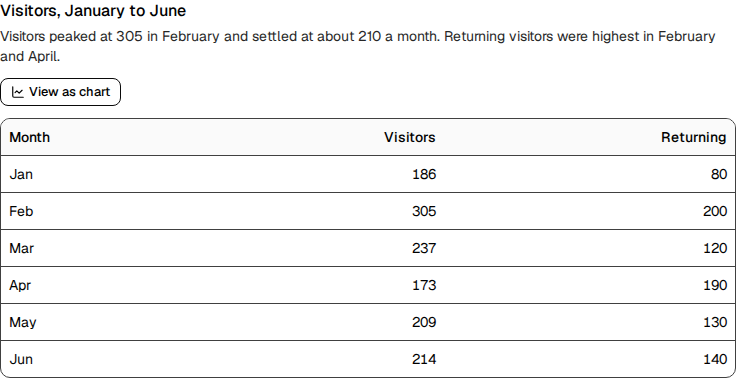 Visitors, January to June
Visitors peaked at 305 in February and settled at about 210 a month. Returning visitors were highest in February
and April.
View as chart
Month Visitors Returning
Jan 186 80
Feb 305 200
Mar 237 120
Apr 173 190
May 209 130
Jun 214 140